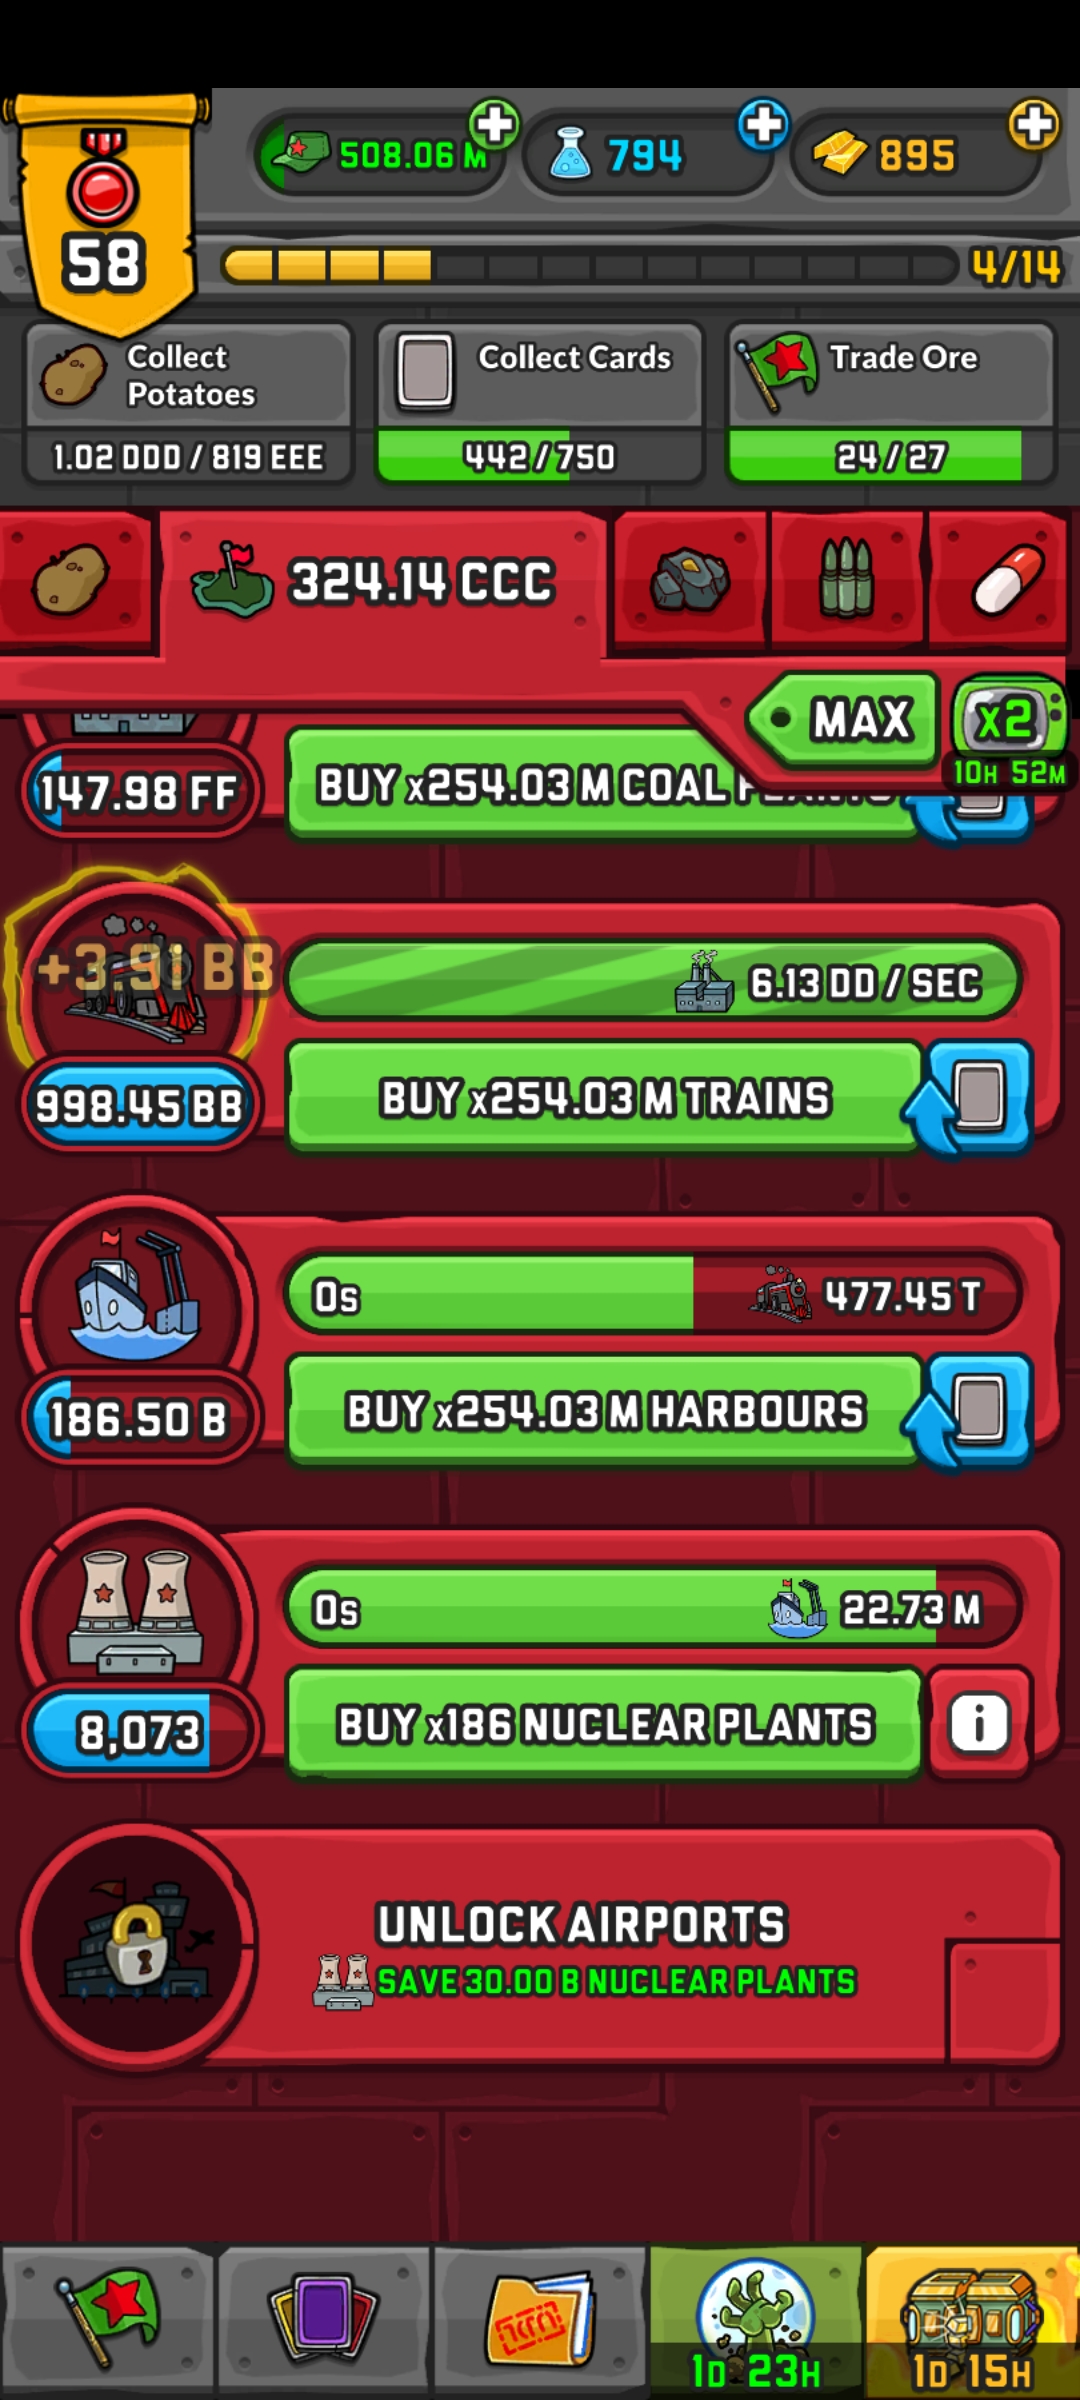 508.06 M
794
895
58
4/14
Collect
Potatoes
1.02 DDD / 819 EEE
Collect Cards
442/750
Trade Ore
24/27
324.14 CCC
MAX
x2
10H 52M
147.98 FF
BUY x254.03 M COAL PLANTS
+3.91 BB
6.13 DD / SEC
998.45 BB
BUY x254.03 M TRAINS
0s
477.45 T
186.50 B
BUY x254.03 M HARBOURS
0s
22.73 M
8,073
BUY x186 NUCLEAR PLANTS
i
UNLOCK AIRPORTS
SAVE 30.00 B NUCLEAR PLANTS
1D 23H
1D 15H